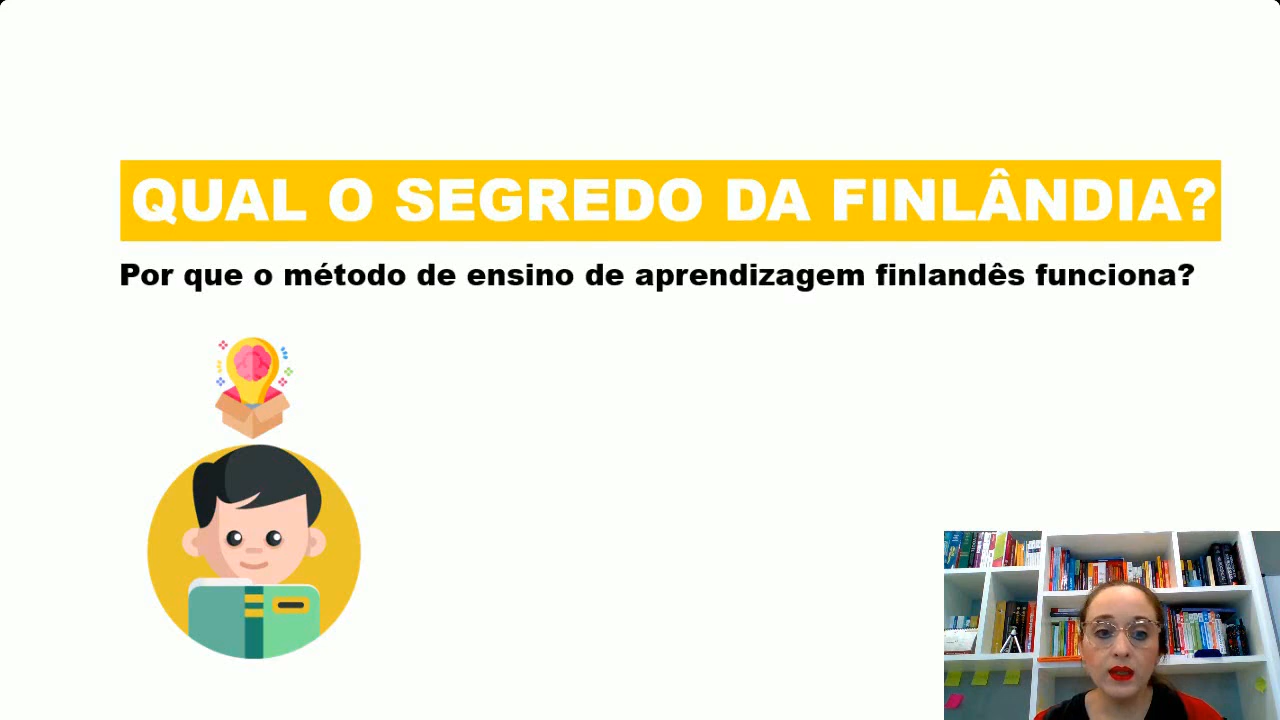 QUAL O SEGREDO DA FINLÂNDIA?
Por que o método de ensino de aprendizagem finlandês funciona?